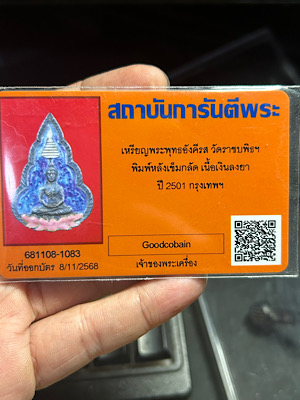 สถาบันการันตีพระ
เหรียญพระพุทธอังคีรส วัดราชบพิธฯ
พิมพ์หลังเข็มกลัด เนื้อเงินลงยา
ปี 2501 กรุงเทพฯ
681108-1083
วันที่ออกบัตร 8/11/2568
Goodcobain
เจ้าของพระเครื่อง